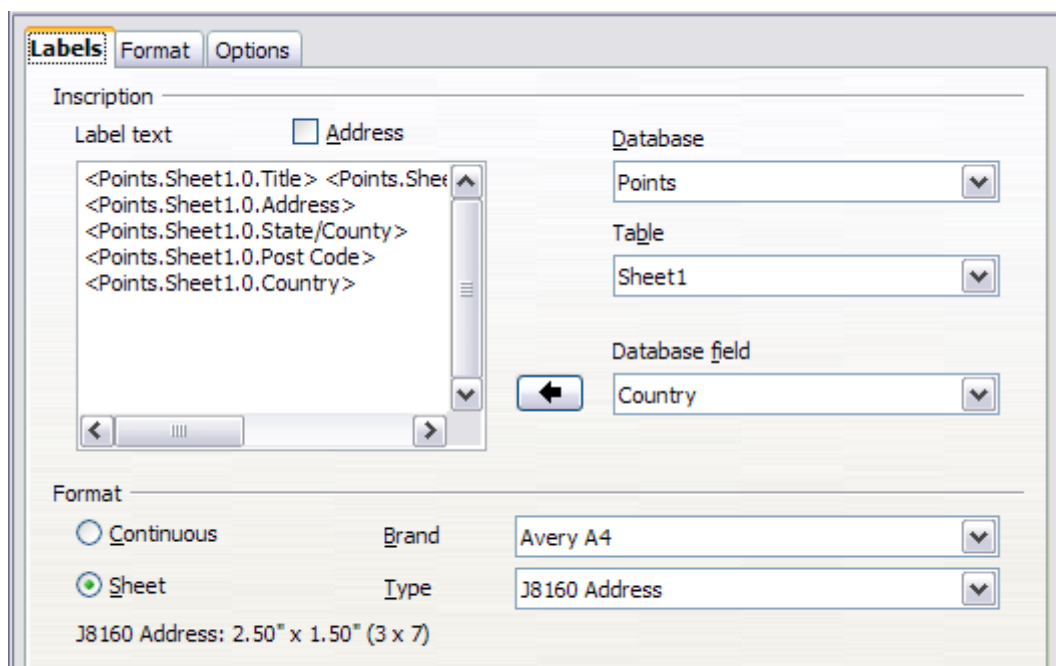 Labels Format Options
Inscription
Label text Address Database
<Points.Sheet1.0.Title> <Points.Shee
<Points.Sheet1.0.Address>
<Points.Sheet1.0.State/County>
<Points.Sheet1.0.Post Code>
<Points.Sheet1.0.Country>
Points
Table
Sheet1
Database field
Country
Format
Continuous Brand Avery A4
Sheet Type J8160 Address
J8160 Address: 2.50" x 1.50" (3 x 7)